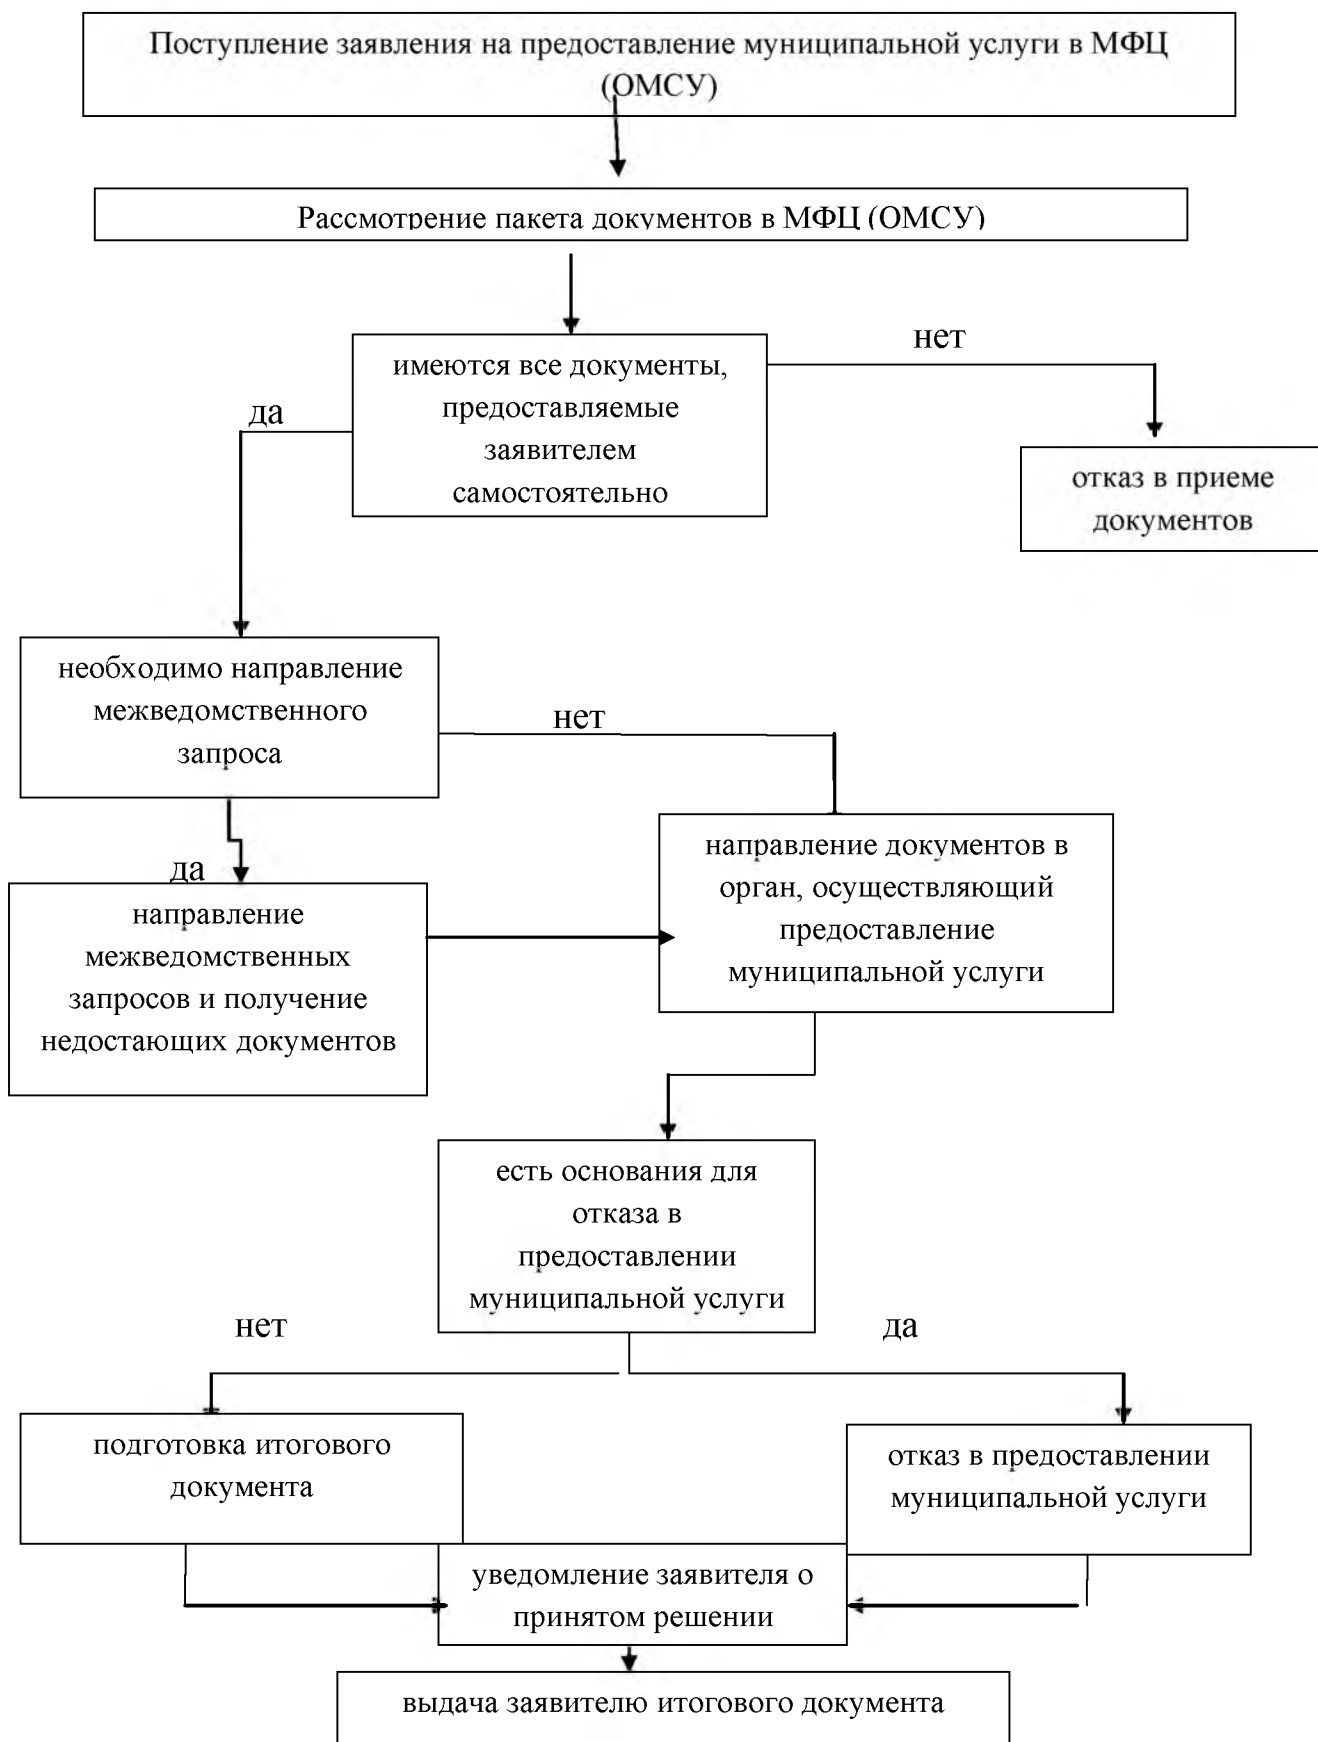 Поступление заявления на предоставление муниципальной услуги в МФЦ
(ОМСУ)
Рассмотрение пакета документов в МФЦ (ОМСУ)
имеются все документы,
предоставляемые
заявителем
самостоятельно
нет
да
отказ в приеме
документов
необходимо направление
межведомственного
запроса
нет
да
направление документов в
орган, осуществляющий
предоставление
муниципальной услуги
направление
межведомственных
запросов и получение
недостающих документов
есть основания для
отказа в
предоставлении
муниципальной услуги
нет
да
подготовка итогового
документа
отказ в предоставлении
муниципальной услуги
уведомление заявителя о
принятом решении
выдача заявителю итогового документа